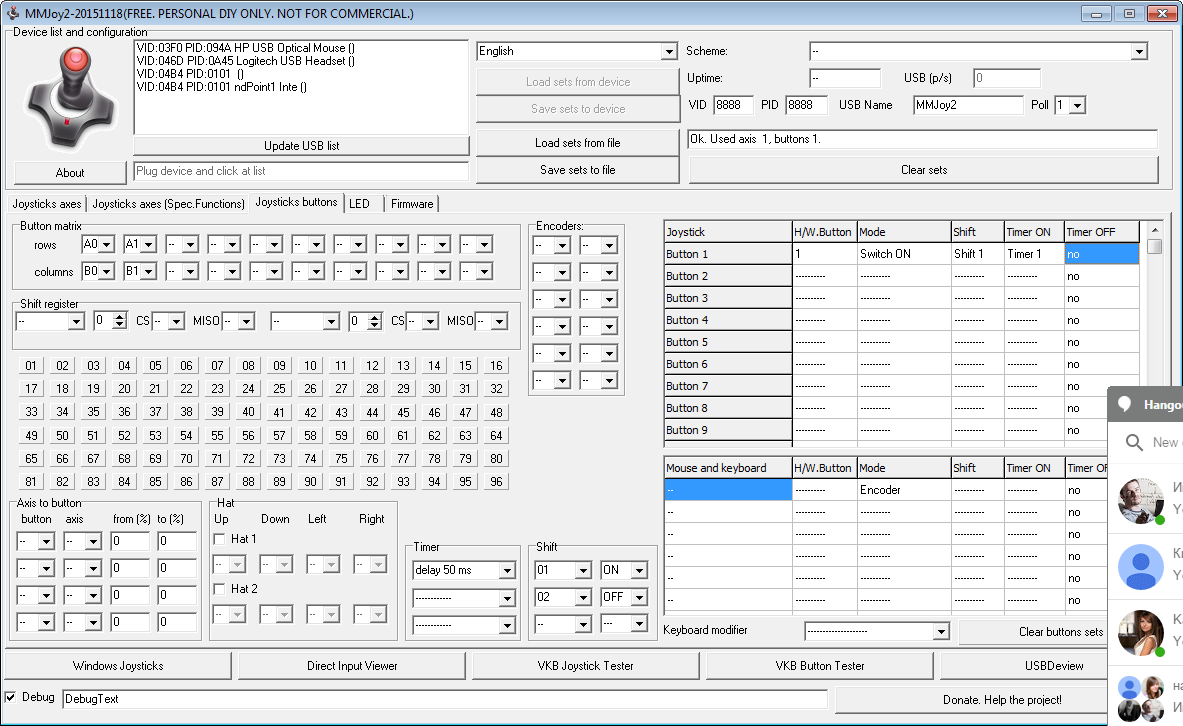 MMJoy2-20151118(FREE. PERSONAL DIY ONLY. NOT FOR COMMERCIAL.)
Device list and configuration
VID:03F0 PID:094A HP USB Optical Mouse ()
VID:046D PID:0A45 Logitech USB Headset ()
VID:04B4 PID:0101  ()
VID:04B4 PID:0101 ndPoint1 Inte ()
Update USB list
About
Plug device and click at list
English
Load sets from device
Save sets to device
Load sets from file
Save sets to file
Scheme: --
Uptime: -- USB (p/s) 0
VID 8888 PID 8888 USB Name MMJoy2 Poll 1
Ok. Used axis  1, buttons 1.
Clear sets
Joysticks axes Joysticks axes (Spec.Functions) Joysticks buttons LED Firmware
Button matrix
rows A0 A1 -- -- -- -- -- -- -- --
columns B0 B1 -- -- -- -- -- -- -- --
Shift register
-- 0 CS -- MISO -- -- 0 CS -- MISO --
01 02 03 04 05 06 07 08 09 10 11 12 13 14 15 16
17 18 19 20 21 22 23 24 25 26 27 28 29 30 31 32
33 34 35 36 37 38 39 40 41 42 43 44 45 46 47 48
49 50 51 52 53 54 55 56 57 58 59 60 61 62 63 64
65 66 67 68 69 70 71 72 73 74 75 76 77 78 79 80
81 82 83 84 85 86 87 88 89 90 91 92 93 94 95 96
Encoders:
-- --
-- --
-- --
-- --
-- --
-- --
Joystick H/W.Button Mode Shift Timer ON Timer OFF
Button 1 1 Switch ON Shift 1 Timer 1 no
Button 2 --------- --------- --------- --------- no
Button 3 --------- --------- --------- --------- no
Button 4 --------- --------- --------- --------- no
Button 5 --------- --------- --------- --------- no
Button 6 --------- --------- --------- --------- no
Button 7 --------- --------- --------- --------- no
Button 8 --------- --------- --------- --------- no
Button 9 --------- --------- --------- --------- no
Mouse and keyboard H/W.Button Mode Shift Timer ON Timer OF
-- --------- Encoder --------- --------- no
-- --------- --------- --------- --------- no
-- --------- --------- --------- --------- no
-- --------- --------- --------- --------- no
-- --------- --------- --------- --------- no
-- --------- --------- --------- --------- no
Keyboard modifier -------------------
Clear buttons sets
Axis to button
button axis from (%) to (%)
-- -- 0 0
-- -- 0 0
-- -- 0 0
-- -- 0 0
Hat
Up Down Left Right
Hat 1
-- -- -- --
Hat 2
-- -- -- --
Timer
delay 50 ms
-----------
-----------
Shift
01 ON
02 OFF
-- ---
Windows Joysticks Direct Input Viewer VKB Joystick Tester VKB Button Tester USBDeview
Debug DebugText
Donate. Help the project!
Hangou
New